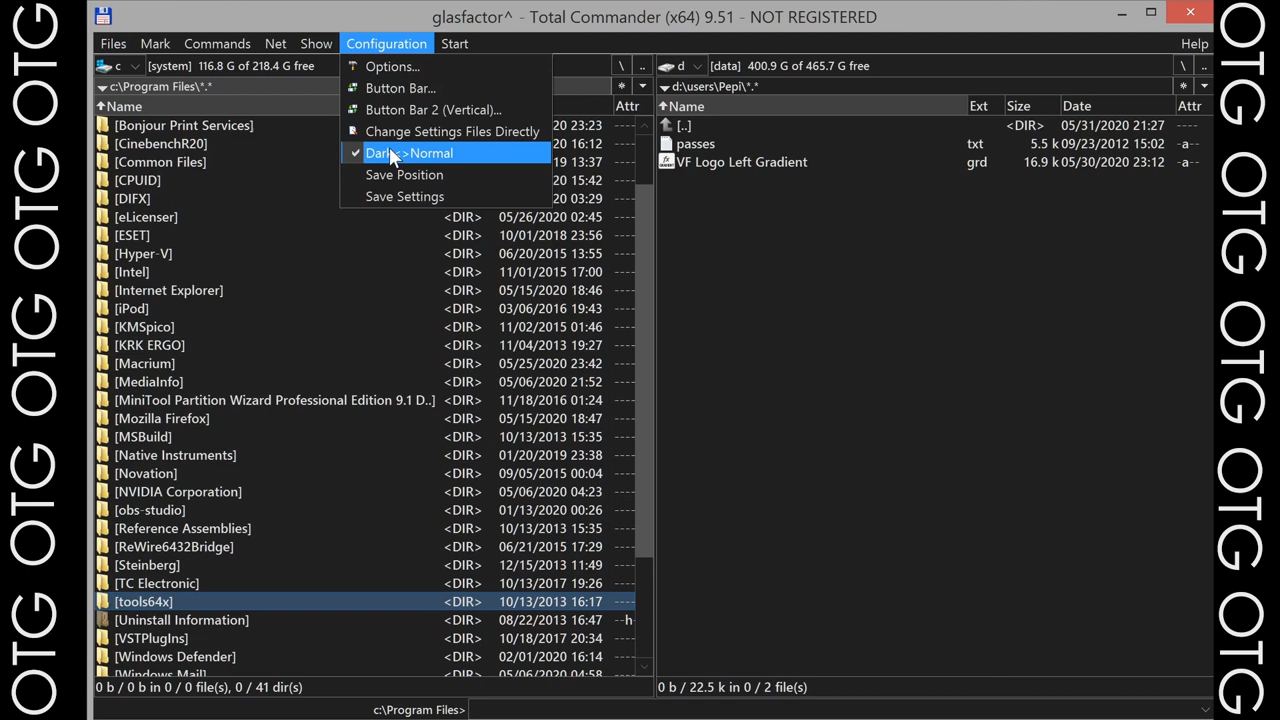 glasfactor^ - Total Commander (x64) 9.51 - NOT REGISTERED
Files Mark Commands Net Show Configuration Start Help
c [system] 116.8 G of 218.4 G free \ ..
c:\Program Files\*.* * 
Name Attr
[Bonjour Print Services] 20 23:23
[CinebenchR20] 19 04:39
[Common Files] 19 13:37
[CPUID] 20 15:42
[DIFX] 20 03:29
[eLicenser] <DIR> 05/26/2020 02:45 ----
[ESET] <DIR> 10/01/2018 23:56 ----
[Hyper-V] <DIR> 06/20/2015 13:55 ----
[Intel] <DIR> 11/01/2015 17:00 ----
[Internet Explorer] <DIR> 05/15/2020 18:46 ----
[iPod] <DIR> 03/06/2016 19:43 ----
[KMSpico] <DIR> 11/02/2015 01:46 ----
[KRK ERGO] <DIR> 11/04/2013 19:27 ----
[Macrium] <DIR> 05/25/2020 23:42 ----
[MediaInfo] <DIR> 05/06/2020 21:52 ----
[MiniTool Partition Wizard Professional Edition 9.1 D..] <DIR> 11/18/2016 01:24 ----
[Mozilla Firefox] <DIR> 05/15/2020 18:47 ----
[MSBuild] <DIR> 10/13/2013 15:35 ----
[Native Instruments] <DIR> 01/20/2019 23:38 ----
[Novation] <DIR> 09/05/2015 00:04 ----
[NVIDIA Corporation] <DIR> 05/06/2020 04:23 ----
[obs-studio] <DIR> 01/13/2020 00:26 ----
[Reference Assemblies] <DIR> 10/13/2013 15:35 ----
[ReWire6432Bridge] <DIR> 06/21/2015 17:29 ----
[Steinberg] <DIR> 12/15/2013 11:49 ----
[TC Electronic] <DIR> 10/13/2017 19:26 ----
[tools64x] <DIR> 10/13/2013 16:17 ----
[Uninstall Information] <DIR> 08/22/2013 16:47 --h-
[VSTPlugIns] <DIR> 10/18/2017 20:34 ----
[Windows Defender] <DIR> 02/01/2020 16:14 ----
[Windows Mail] <DIR> 05/05/2020 04:58 ----
0 b / 0 b in 0 / 0 file(s), 0 / 41 dir(s)
Options...
Button Bar...
Button Bar 2 (Vertical)...
Change Settings Files Directly
Dark<>Normal
Save Position
Save Settings
d [data] 400.9 G of 465.7 G free \ ..
d:\users\Pepi\*.* *
Name Ext Size Date Attr
[..] <DIR> 05/31/2020 21:27 ----
passes txt 5.5 k 09/23/2012 15:02 -a--
VF Logo Left Gradient grd 16.9 k 05/30/2020 23:12 -a--
0 b / 22.5 k in 0 / 2 file(s)
c:\Program Files>
OTG OTG OTG OTG OTG
OTG OTG OTG OTG OTG